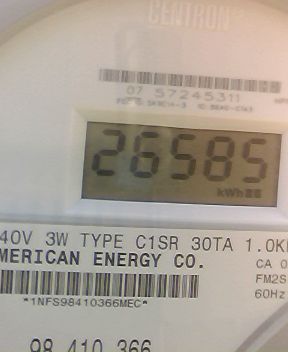 CENTRON
07 57245311
26585
kWh
40V 3W TYPE C1SR 30TA 1.0K
MERICAN ENERGY CO.
CA 0
FM2S
60Hz
*1NFS98410366MEC*
98 410 366